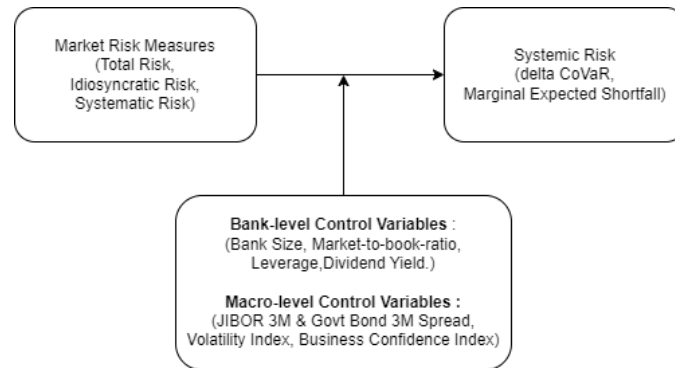 Market Risk Measures
(Total Risk,
Idiosyncratic Risk,
Systematic Risk)
Systemic Risk
(delta CoVaR,
Marginal Expected Shortfall)
Bank-level Control Variables :
(Bank Size, Market-to-book-ratio,
Leverage,Dividend Yield.)
Macro-level Control Variables :
(JIBOR 3M & Govt Bond 3M Spread,
Volatility Index, Business Confidence Index)